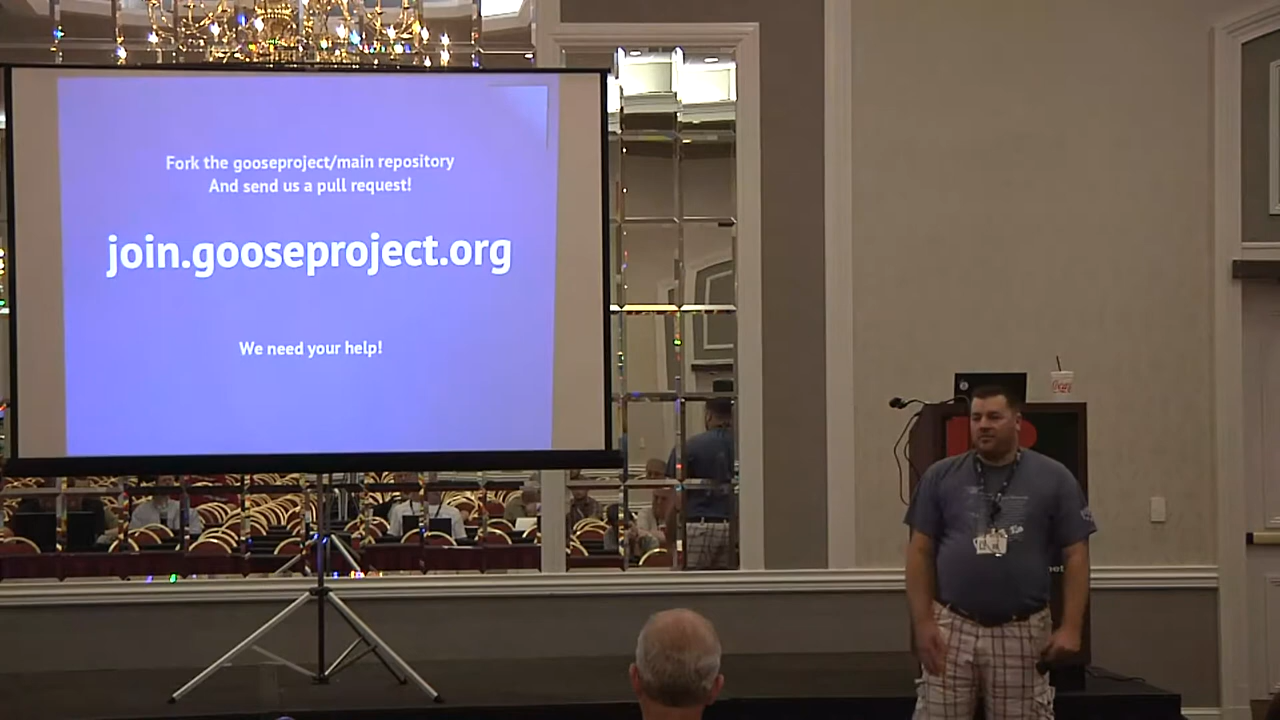 Fork the gooseproject/main repository
And send us a pull request!
join.gooseproject.org
We need your help!